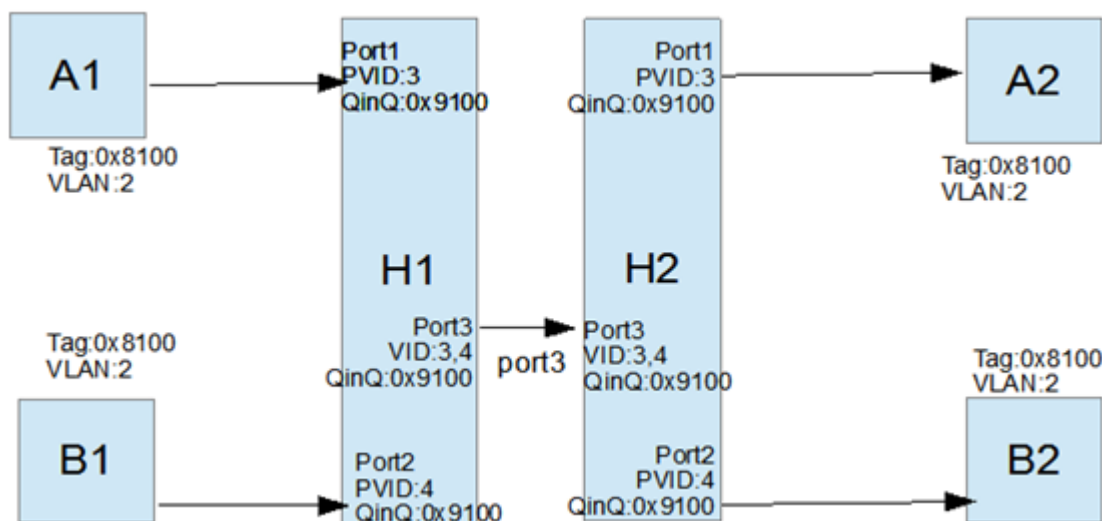 A1
Tag:0x8100
VLAN:2
Port1
PVID:3
QinQ:0x9100
H1
Port3
VID:3,4
QinQ:0x9100
port3
Tag:0x8100
VLAN:2
B1
Port2
PVID:4
QinQ:0x9100
Port1
PVID:3
QinQ:0x9100
H2
Port3
VID:3,4
QinQ:0x9100
Port2
PVID:4
QinQ:0x9100
A2
Tag:0x8100
VLAN:2
Tag:0x8100
VLAN:2
B2